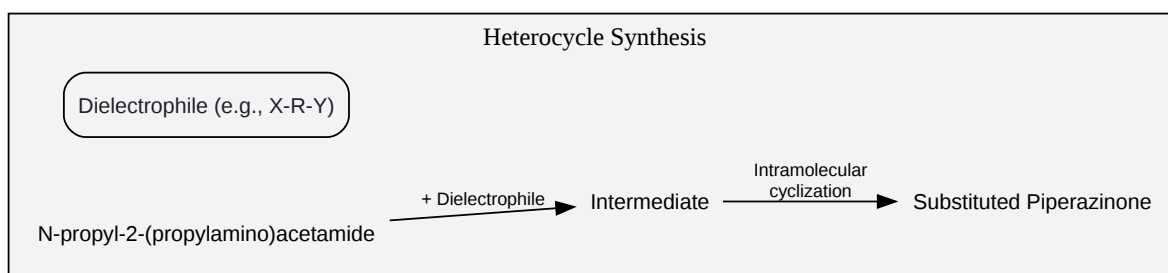 Heterocycle Synthesis
Dielectrophile (e.g., X-R-Y)
N-propyl-2-(propylamino)acetamide
+ Dielectrophile
Intermediate
Intramolecular
cyclization
Substituted Piperazinone